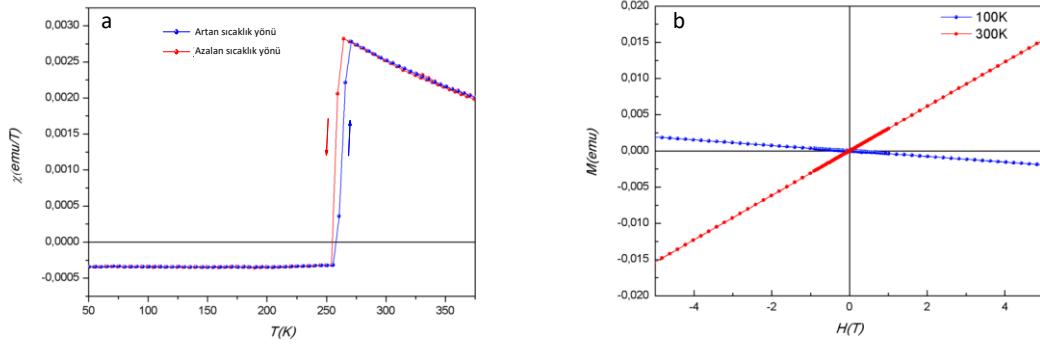 a
Artan sıcaklık yönü
Azalan sıcaklık yönü
0,0030
0,0025
0,0020
0,0015
0,0010
0,0005
0,0000
-0,0005
χ(emu/T)
50 100 150 200 250 300 350
T(K)
b
100K
300K
0,020
0,015
0,010
0,005
0,000
-0,005
-0,010
-0,015
-0,020
M(emu)
-4 -2 0 2 4
H(T)